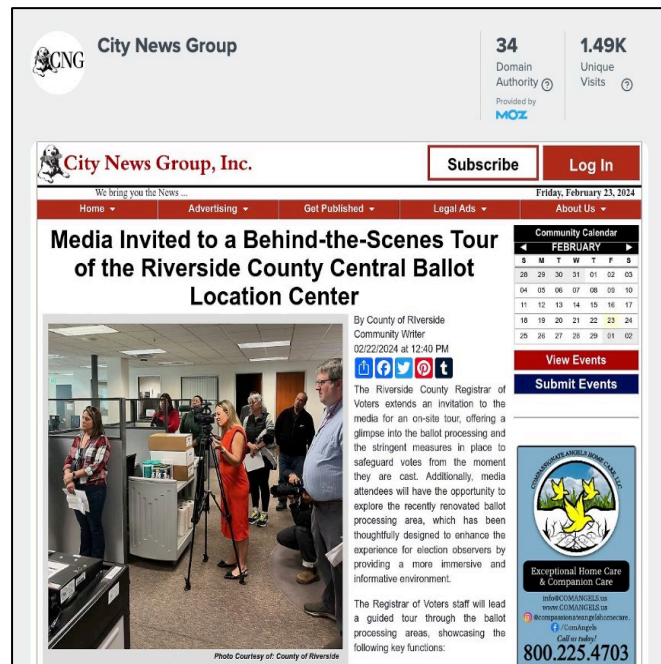 CNG
City News Group
34
Domain
Authority ?
Provided by
MOZ
1.49K
Unique
Visits ?
City News Group, Inc.
Subscribe
Log In
We bring you the News ...
Friday, February 23, 2024
Home
Advertising
Get Published
Legal Ads
About Us
Media Invited to a Behind-the-Scenes Tour
of the Riverside County Central Ballot
Location Center
By County of RIverside
Community Writer
02/22/2024 at 12:40 PM
The Riverside County Registrar of
Voters extends an invitation to the
media for an on-site tour, offering a
glimpse into the ballot processing and
the stringent measures in place to
safeguard votes from the moment
they are cast. Additionally, media
attendees will have the opportunity to
explore the recently renovated ballot
processing area, which has been
thoughtfully designed to enhance the
experience for election observers by
providing a more immersive and
informative environment.
The Registrar of Voters staff will lead
a guided tour through the ballot
processing areas, showcasing the
following key functions:
Photo Courtesy of: County of Riverside
Community Calendar
FEBRUARY
S M T W T F S
28 29 30 31 01 02 03
04 05 06 07 08 09 10
11 12 13 14 15 16 17
18 19 20 21 22 23 24
25 26 27 28 29 01 02
View Events
Submit Events
COMPASSIONATE ANGELS HOME CARE, LLC
Exceptional Home Care
& Companion Care
info@COMANGELS.us
www.COMANGELS.us
@compassionateangelshomecare.
/ComAngels
Call us today!
800.225.4703